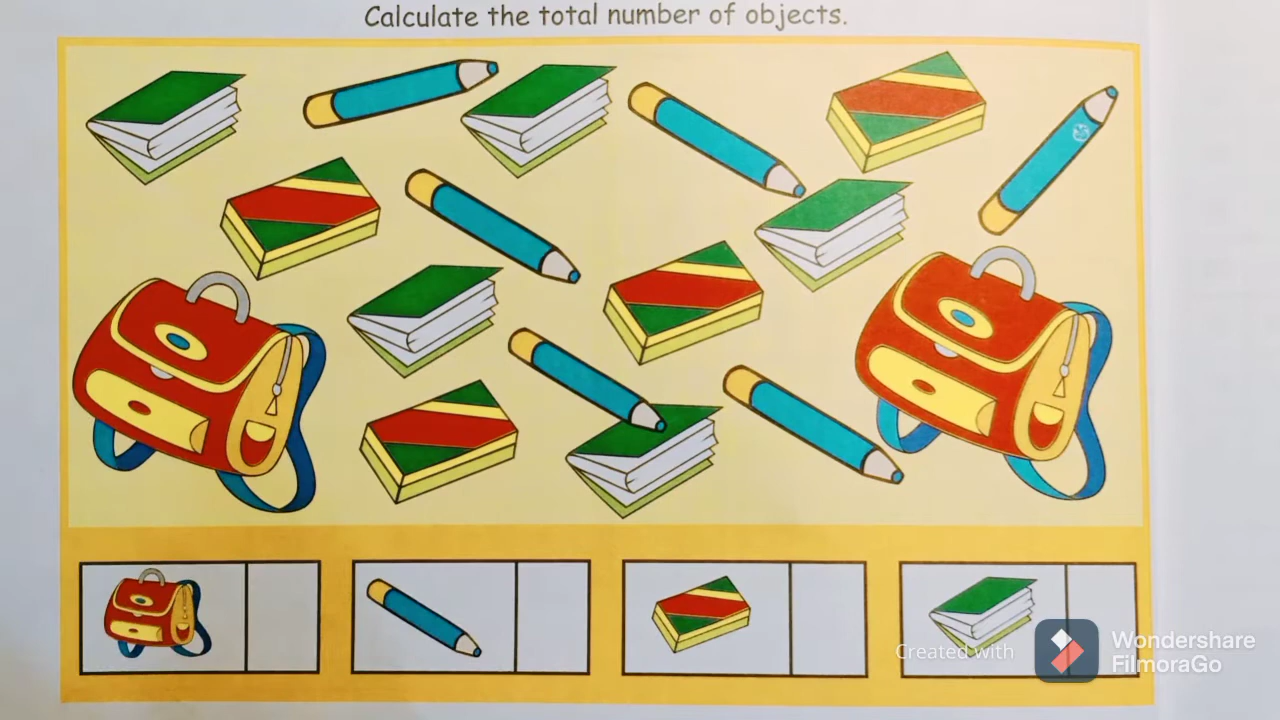 Calculate the total number of objects.
Created with
Wondershare
FilmoraGo